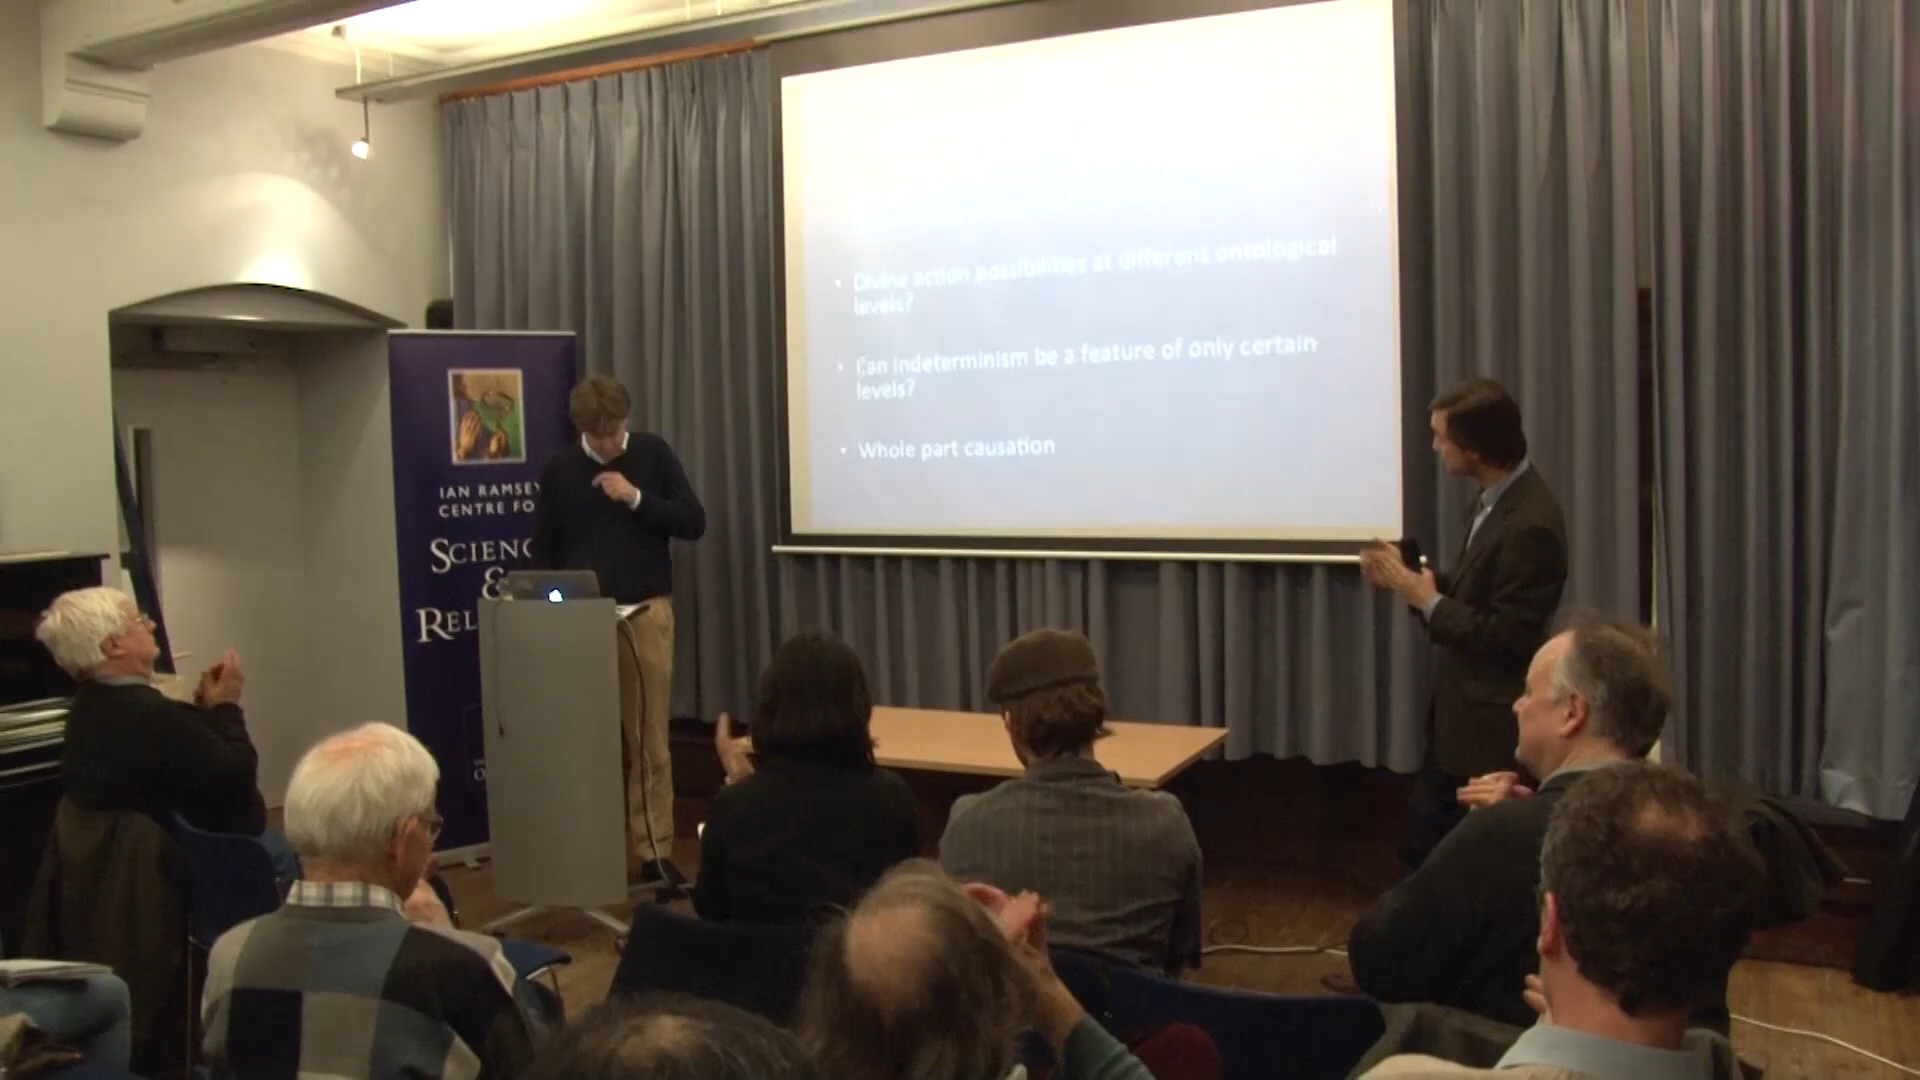 IAN RAMSEY
CENTRE FO
SCIENC
&
REL
• Divine action possibilities at different ontological
levels?
• Can indeterminism be a feature of only certain
levels?
• Whole part causation